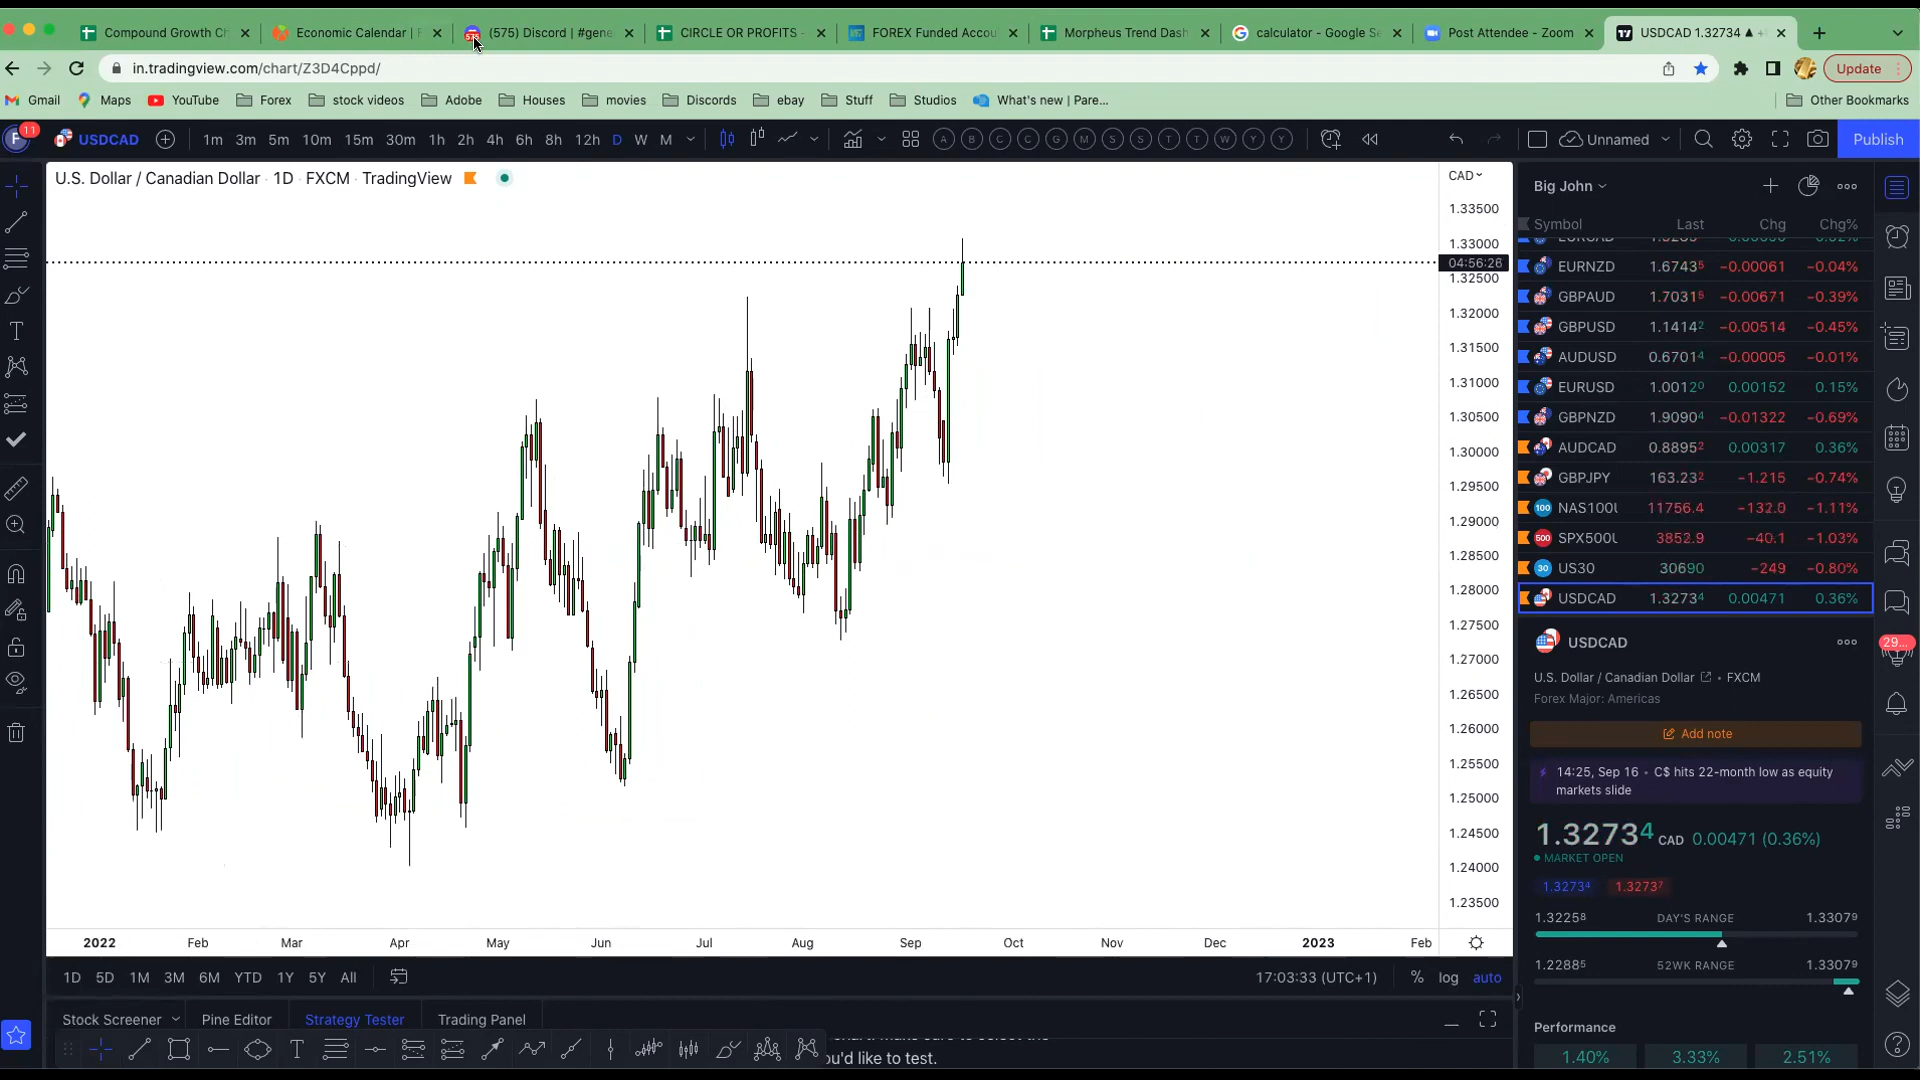 Compound Growth Ch
Economic Calendar | F
(575) Discord | #gene
CIRCLE OR PROFITS -
FOREX Funded Accou
Morpheus Trend Dash
calculator - Google Se
Post Attendee - Zoom
USDCAD 1.32734 ▲ +
in.tradingview.com/chart/Z3D4Cppd/
Update
Gmail
Maps
YouTube
Forex
stock videos
Adobe
Houses
movies
Discords
ebay
Stuff
Studios
What's new | Pare...
Other Bookmarks
11
USDCAD
1m 3m 5m 10m 15m 30m 1h 2h 4h 6h 8h 12h D W M
A B C C G M S S T T W Y Y
Unnamed
Publish
U.S. Dollar / Canadian Dollar · 1D · FXCM · TradingView
CAD
1.33500
1.33000
04:56:26
1.32500
1.32000
1.31500
1.31000
1.30500
1.30000
1.29500
1.29000
1.28500
1.28000
1.27500
1.27000
1.26500
1.26000
1.25500
1.25000
1.24500
1.24000
1.23500
2022 Feb Mar Apr May Jun Jul Aug Sep Oct Nov Dec 2023 Feb
1D 5D 1M 3M 6M YTD 1Y 5Y All
17:03:33 (UTC+1)
% log auto
Stock Screener
Pine Editor
Strategy Tester
Trading Panel
ou'd like to test.
Big John
Symbol Last Chg Chg%
EURNZD 1.67435 −0.00061 −0.04%
GBPAUD 1.70316 −0.00671 −0.39%
GBPUSD 1.14142 −0.00514 −0.45%
AUDUSD 0.67014 −0.00005 −0.01%
EURUSD 1.00120 0.00152 0.15%
GBPNZD 1.90904 −0.01322 −0.69%
AUDCAD 0.88952 0.00317 0.36%
GBPJPY 163.232 −1.215 −0.74%
100 NAS100U 11756.4 −132.0 −1.11%
500 SPX500U 3852.9 −40.1 −1.03%
30 US30 30690 −249 −0.80%
USDCAD 1.32734 0.00471 0.36%
USDCAD
U.S. Dollar / Canadian Dollar • FXCM
Forex Major: Americas
Add note
14:25, Sep 16 • C$ hits 22-month low as equity
markets slide
1.32734 CAD 0.00471 (0.36%)
MARKET OPEN
1.32734 1.32737
1.32258 DAY'S RANGE 1.33079
1.22885 52WK RANGE 1.33079
Performance
1.40% 3.33% 2.51%
29...